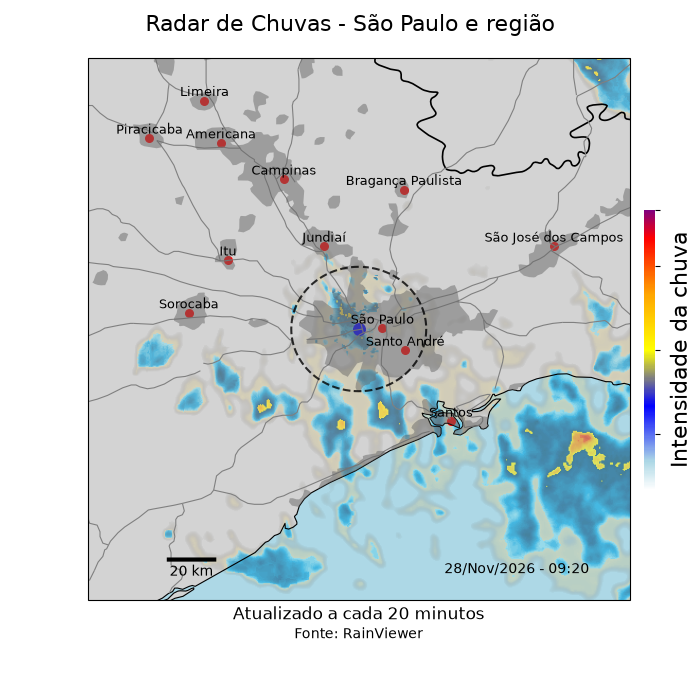 Radar de Chuvas - São Paulo e região
Limeira
Piracicaba
Americana
Campinas
Bragança Paulista
Itu
Jundiaí
São José dos Campos
Sorocaba
São Paulo
Santo André
Santos
Intensidade da chuva
28/Nov/2026 - 09:20
20 km
Atualizado a cada 20 minutos
Fonte: RainViewer